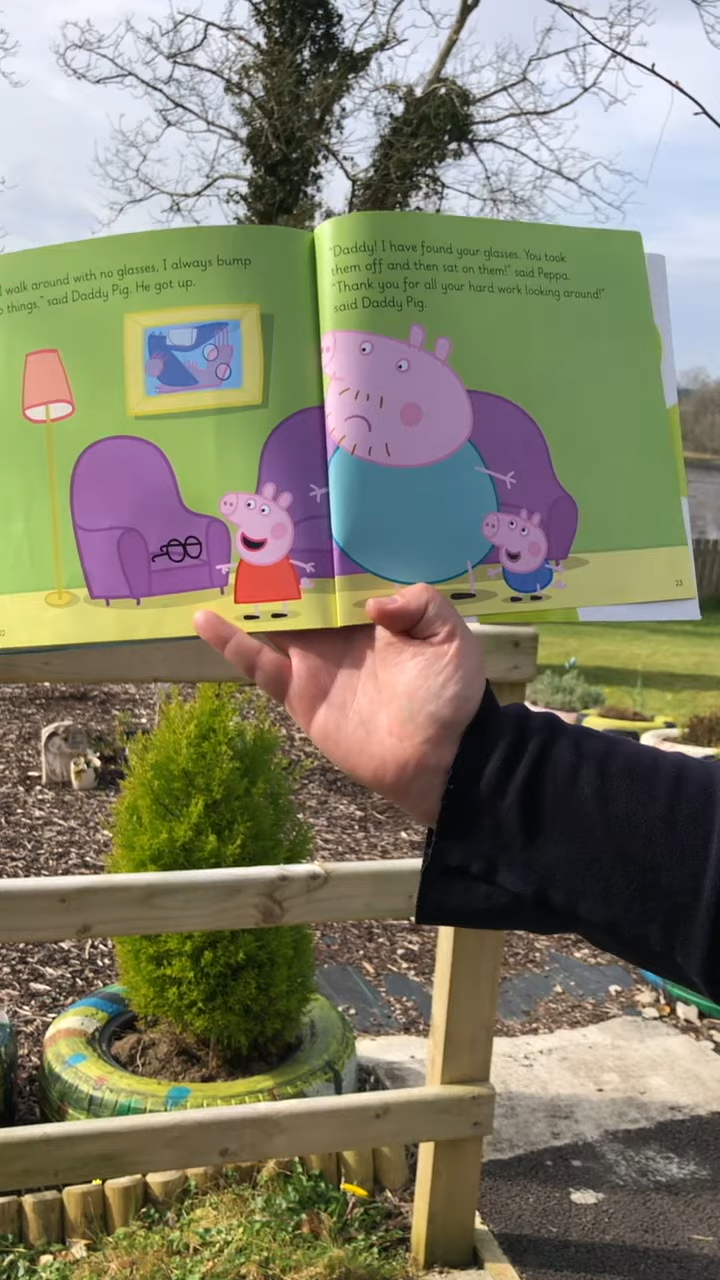 I walk around with no glasses, I always bump
things," said Daddy Pig. He got up.
"Daddy! I have found your glasses. You took
them off and then sat on them!" said Peppa.
"Thank you for all your hard work looking around!"
said Daddy Pig.
23